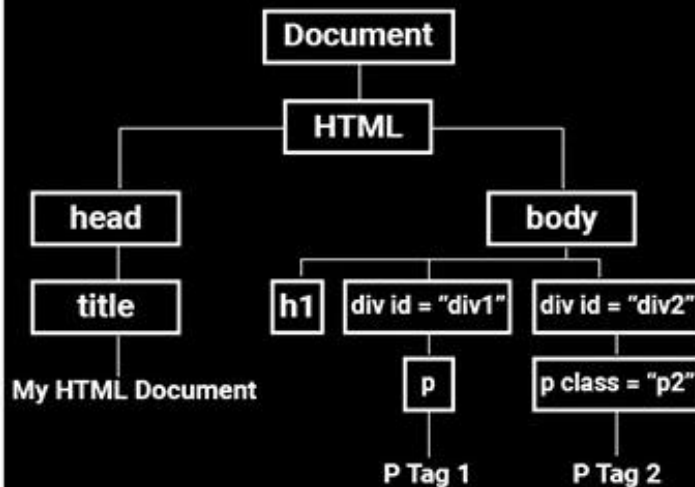 Document
HTML
head
body
title
h1
div id = “div1”
div id = “div2”
My HTML Document
p
p class = “p2”
P Tag 1
P Tag 2